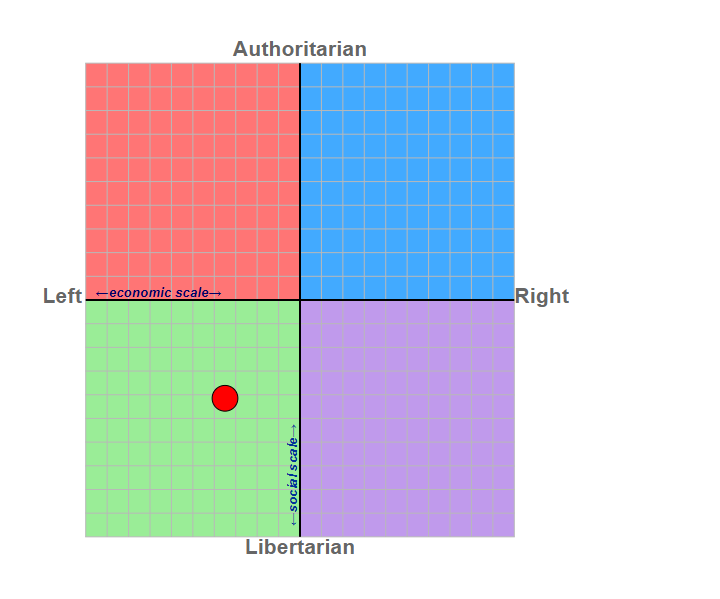 Authoritarian
←economic scale→
Left
Right
←social scale→
Libertarian